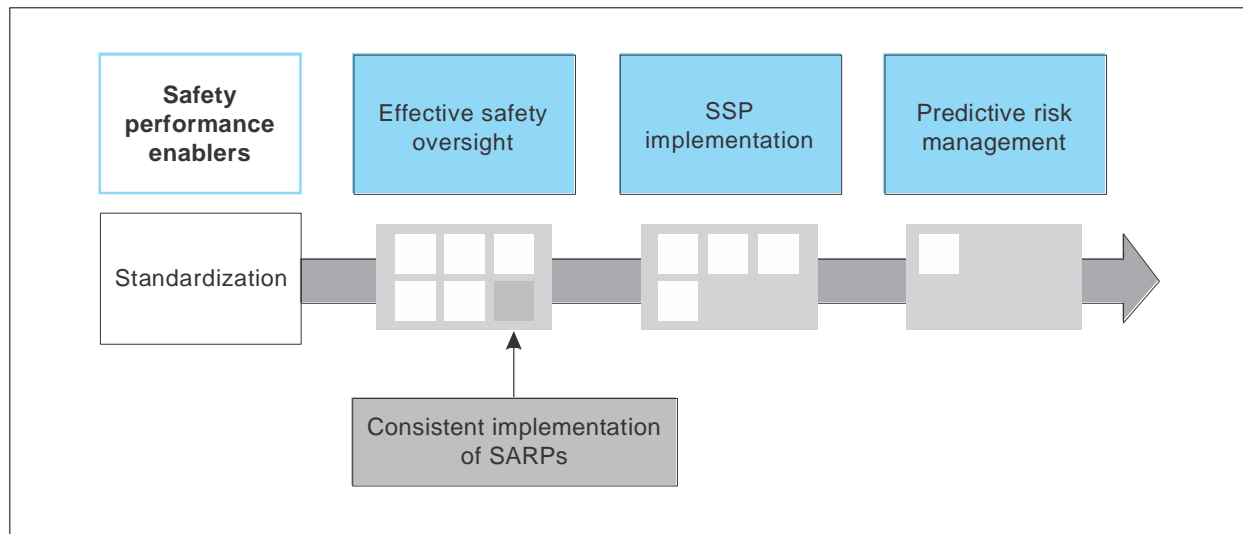 Safety
performance
enablers
Effective safety
oversight
SSP
implementation
Predictive risk
management
Standardization
Consistent implementation
of SARPs